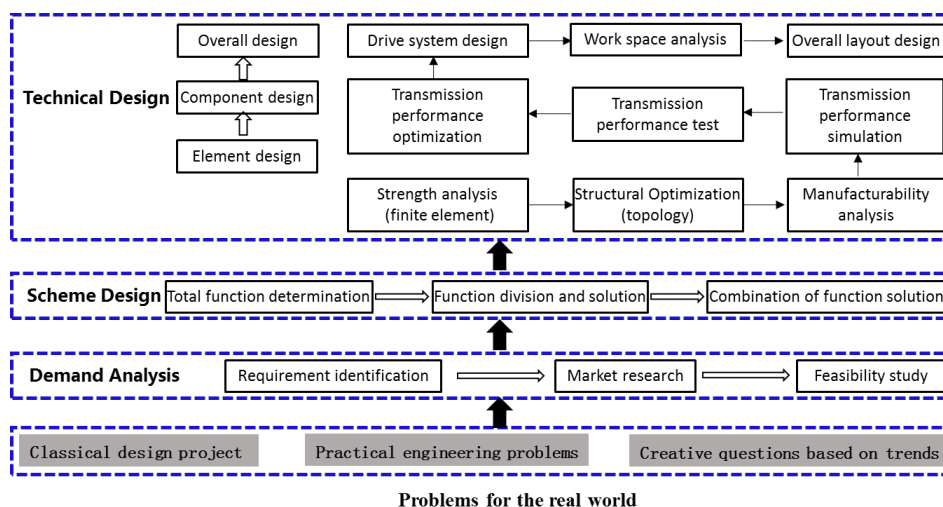 Overall design
Drive system design
Work space analysis
Overall layout design
Technical Design
Component design
Transmission
performance
optimization
Transmission
performance test
Transmission
performance
simulation
Element design
Strength analysis
(finite element)
Structural Optimization
(topology)
Manufacturability
analysis
Scheme Design
Total function determination
Function division and solution
Combination of function solution
Demand Analysis
Requirement identification
Market research
Feasibility study
Classical design project
Practical engineering problems
Creative questions based on trends
Problems for the real world